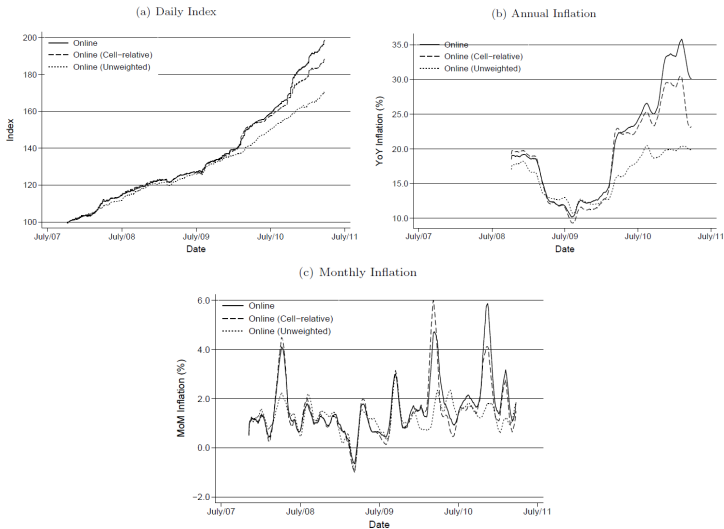 (a) Daily Index
200
180
160
140
120
100
Index
Online
Online (Cell-relative)
Online (Unweighted)
July/07
July/08
July/09
July/10
July/11
Date
(b) Annual Inflation
35.0
30.0
25.0
20.0
15.0
10.0
YoY Inflation (%)
Online
Online (Cell-relative)
Online (Unweighted)
July/07
July/08
July/09
July/10
July/11
Date
(c) Monthly Inflation
6.0
4.0
2.0
0.0
−2.0
MoM Inflation (%)
Online
Online (Cell-relative)
Online (Unweighted)
July/07
July/08
July/09
July/10
July/11
Date